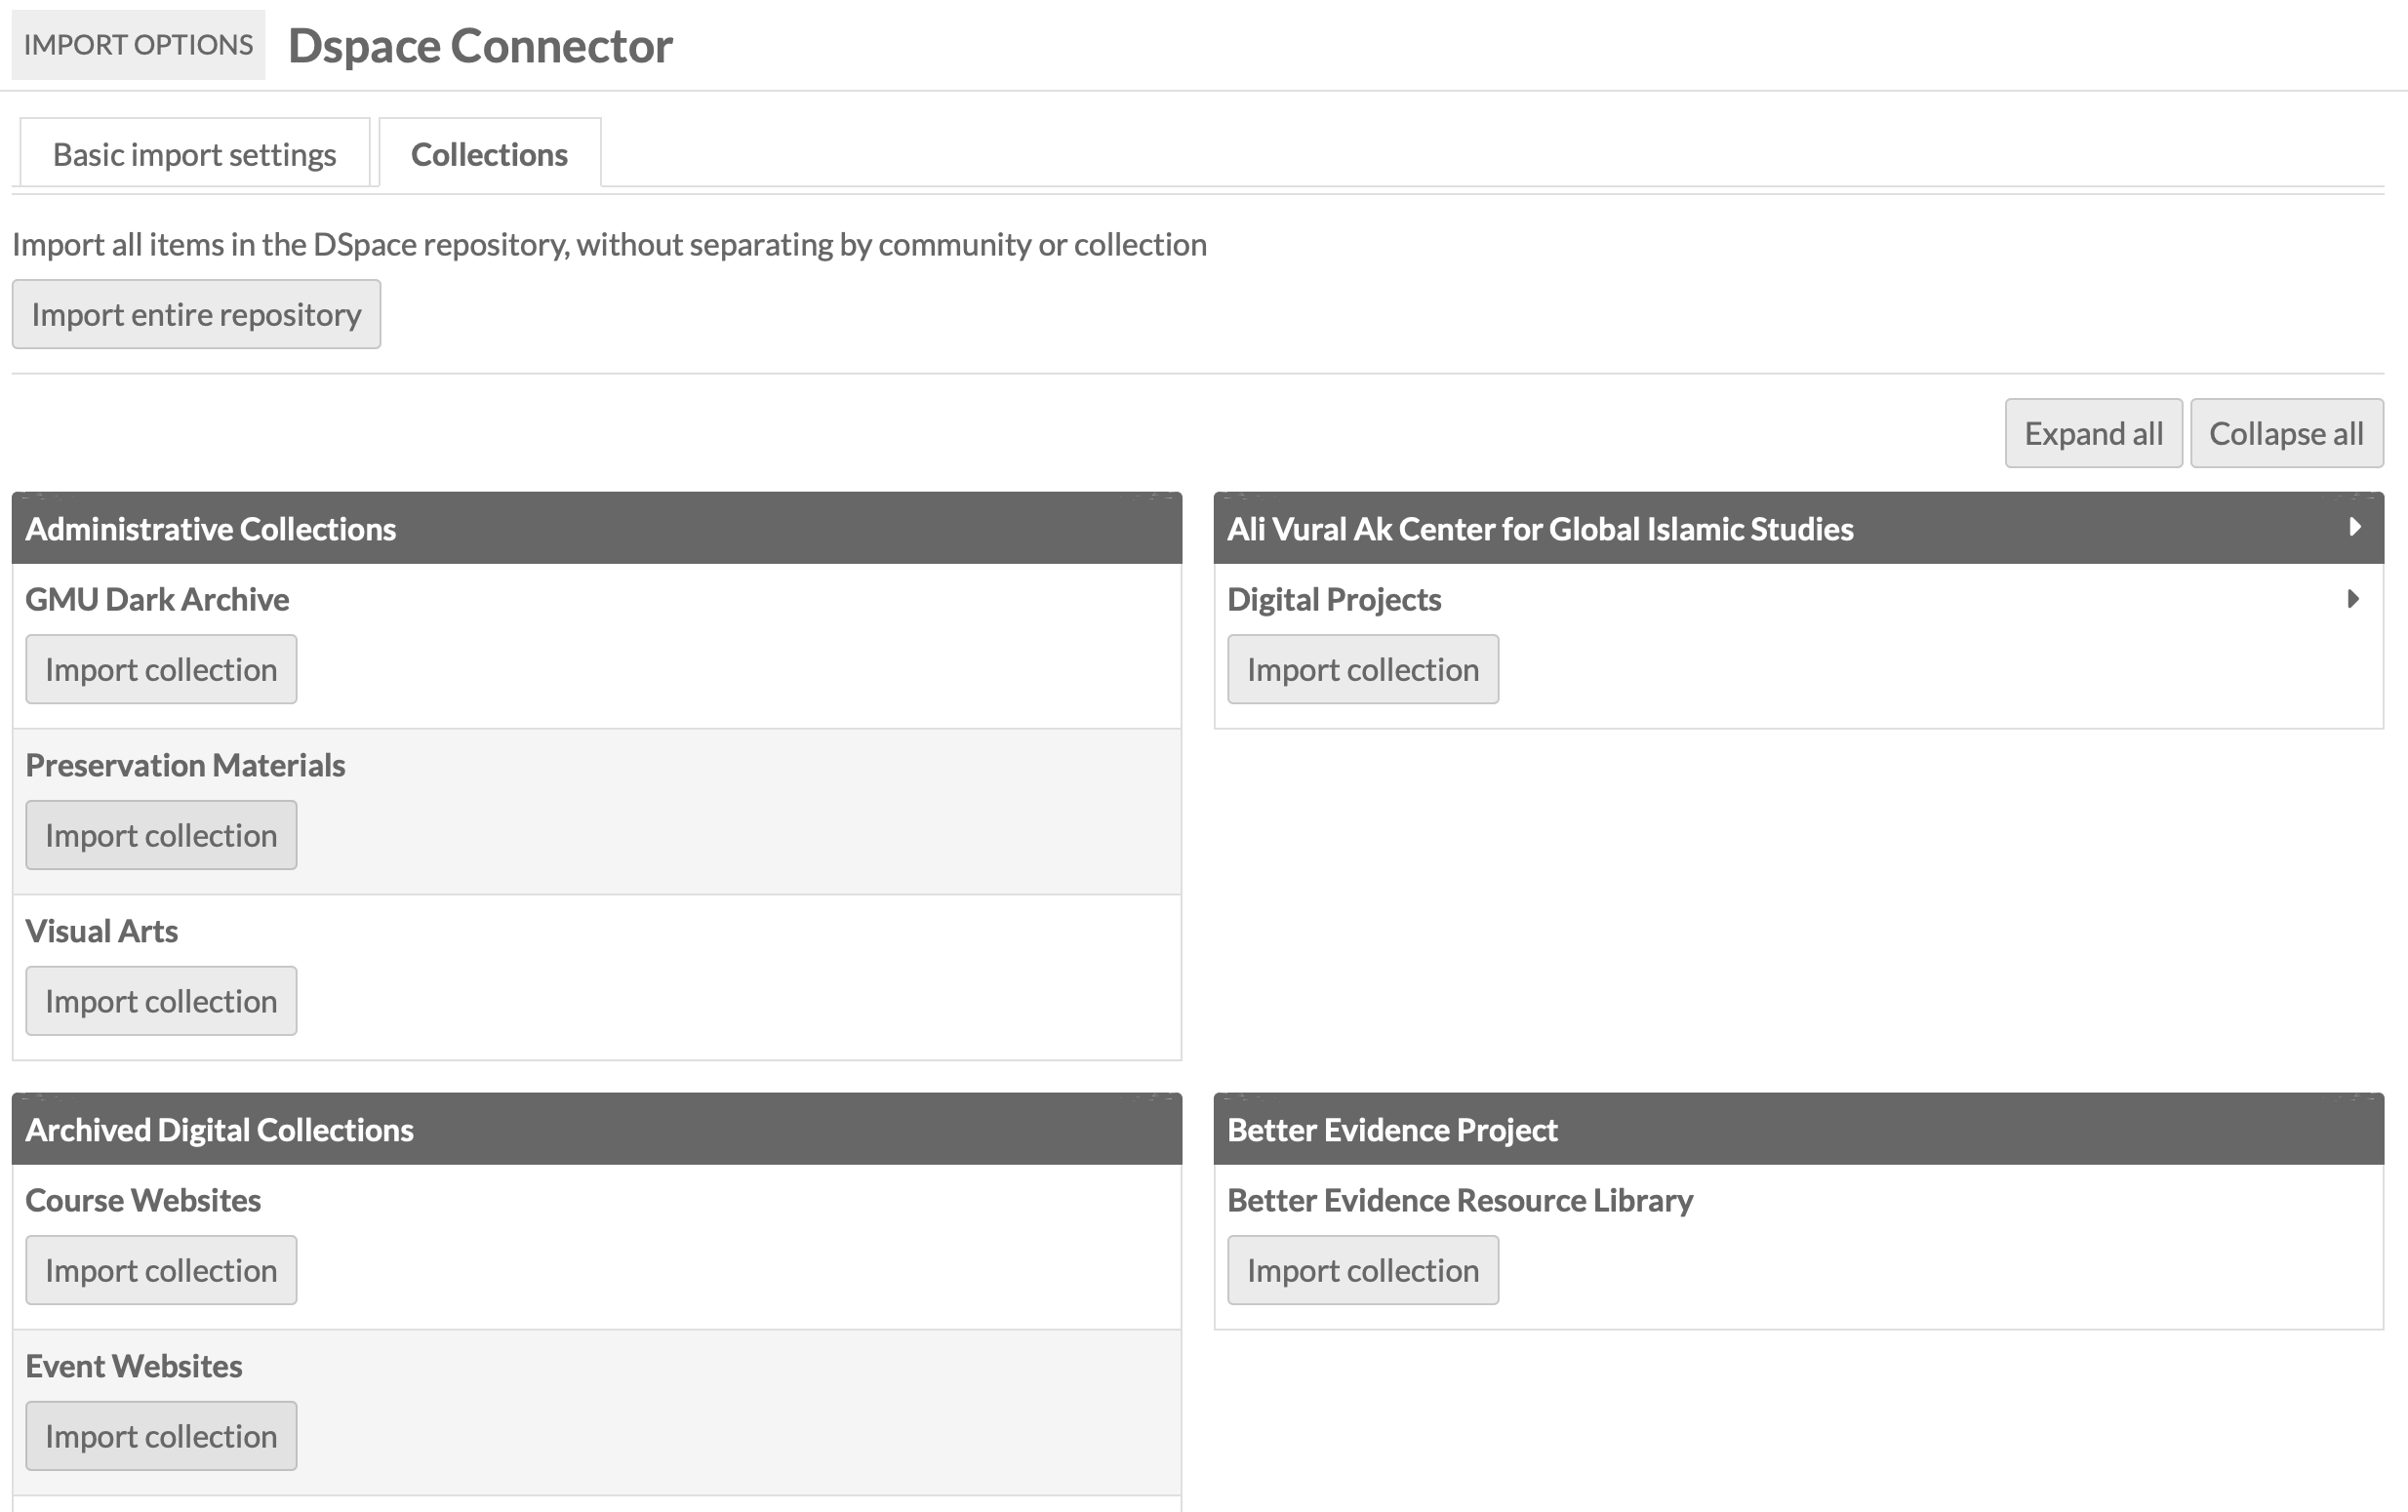 IMPORT OPTIONS Dspace Connector
Basic import settings Collections
Import all items in the DSpace repository, without separating by community or collection
Import entire repository
Expand all Collapse all
Administrative Collections
GMU Dark Archive
Import collection
Preservation Materials
Import collection
Visual Arts
Import collection
Ali Vural Ak Center for Global Islamic Studies
Digital Projects
Import collection
Archived Digital Collections
Course Websites
Import collection
Event Websites
Import collection
Better Evidence Project
Better Evidence Resource Library
Import collection